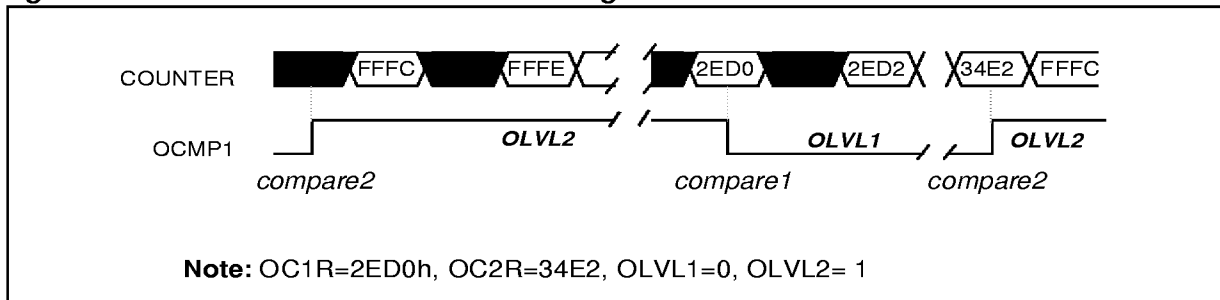 COUNTER FFFC FFFE 2ED0 2ED2 34E2 FFFC
OCMP1 OLVL2 OLVL1 OLVL2
compare2 compare1 compare2
Note: OC1R=2ED0h, OC2R=34E2, OLVL1=0, OLVL2= 1